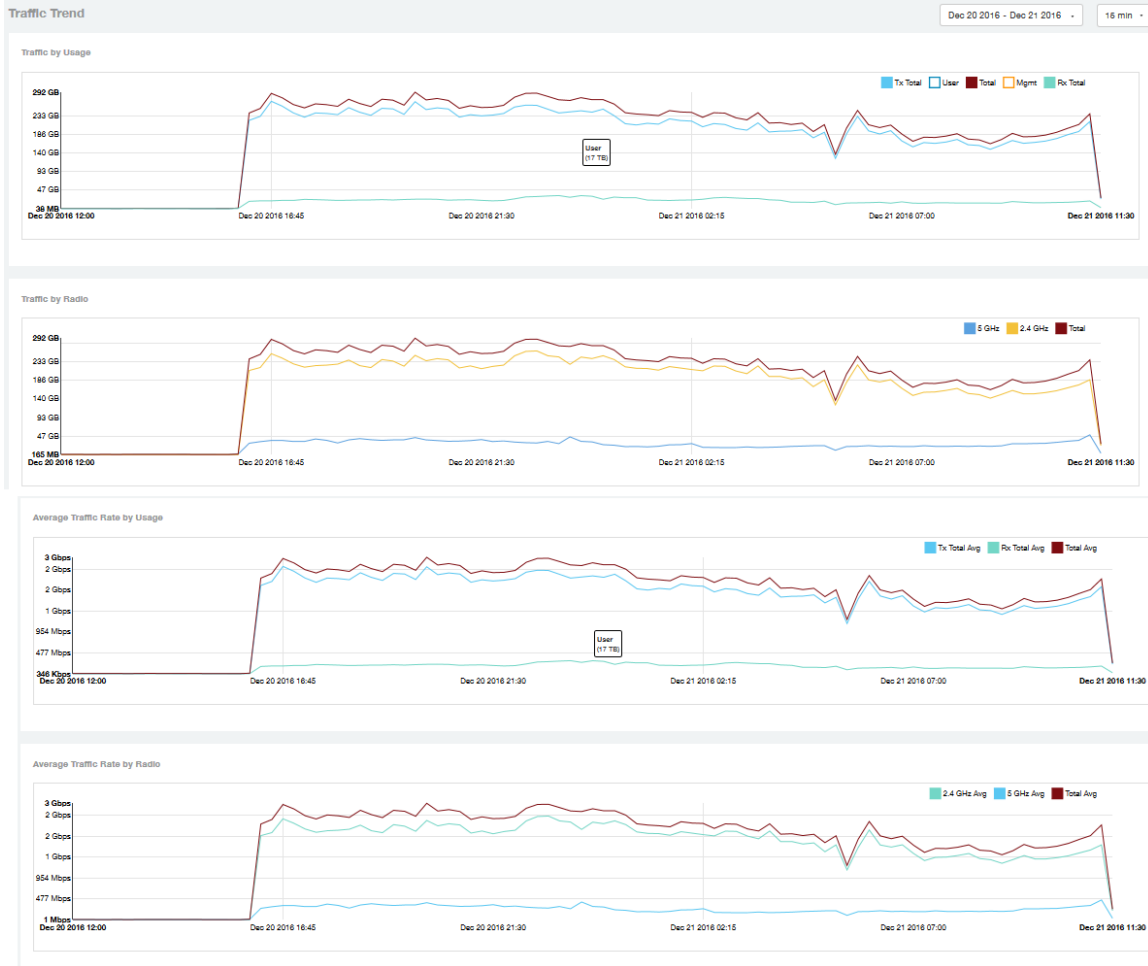 Traffic Trend
Dec 20 2016 - Dec 21 2016
15 min
Traffic by Usage
Tx Total User Total Mgmt Rx Total
292 GB
233 GB
186 GB
140 GB
93 GB
47 GB
38 MB
User
(17 TB)
Dec 20 2016 12:00 Dec 20 2016 16:45 Dec 20 2016 21:30 Dec 21 2016 02:15 Dec 21 2016 07:00 Dec 21 2016 11:30
Traffic by Radio
5 GHz 2.4 GHz Total
292 GB
233 GB
186 GB
140 GB
93 GB
47 GB
165 MB
Dec 20 2016 12:00 Dec 20 2016 16:45 Dec 20 2016 21:30 Dec 21 2016 02:15 Dec 21 2016 07:00 Dec 21 2016 11:30
Average Traffic Rate by Usage
Tx Total Avg Rx Total Avg Total Avg
3 Gbps
2 Gbps
2 Gbps
1 Gbps
954 Mbps
477 Mbps
346 Kbps
User
(17 TB)
Dec 20 2016 12:00 Dec 20 2016 16:45 Dec 20 2016 21:30 Dec 21 2016 02:15 Dec 21 2016 07:00 Dec 21 2016 11:30
Average Traffic Rate by Radio
2.4 GHz Avg 5 GHz Avg Total Avg
3 Gbps
2 Gbps
2 Gbps
1 Gbps
954 Mbps
477 Mbps
1 Mbps
Dec 20 2016 12:00 Dec 20 2016 16:45 Dec 20 2016 21:30 Dec 21 2016 02:15 Dec 21 2016 07:00 Dec 21 2016 11:30